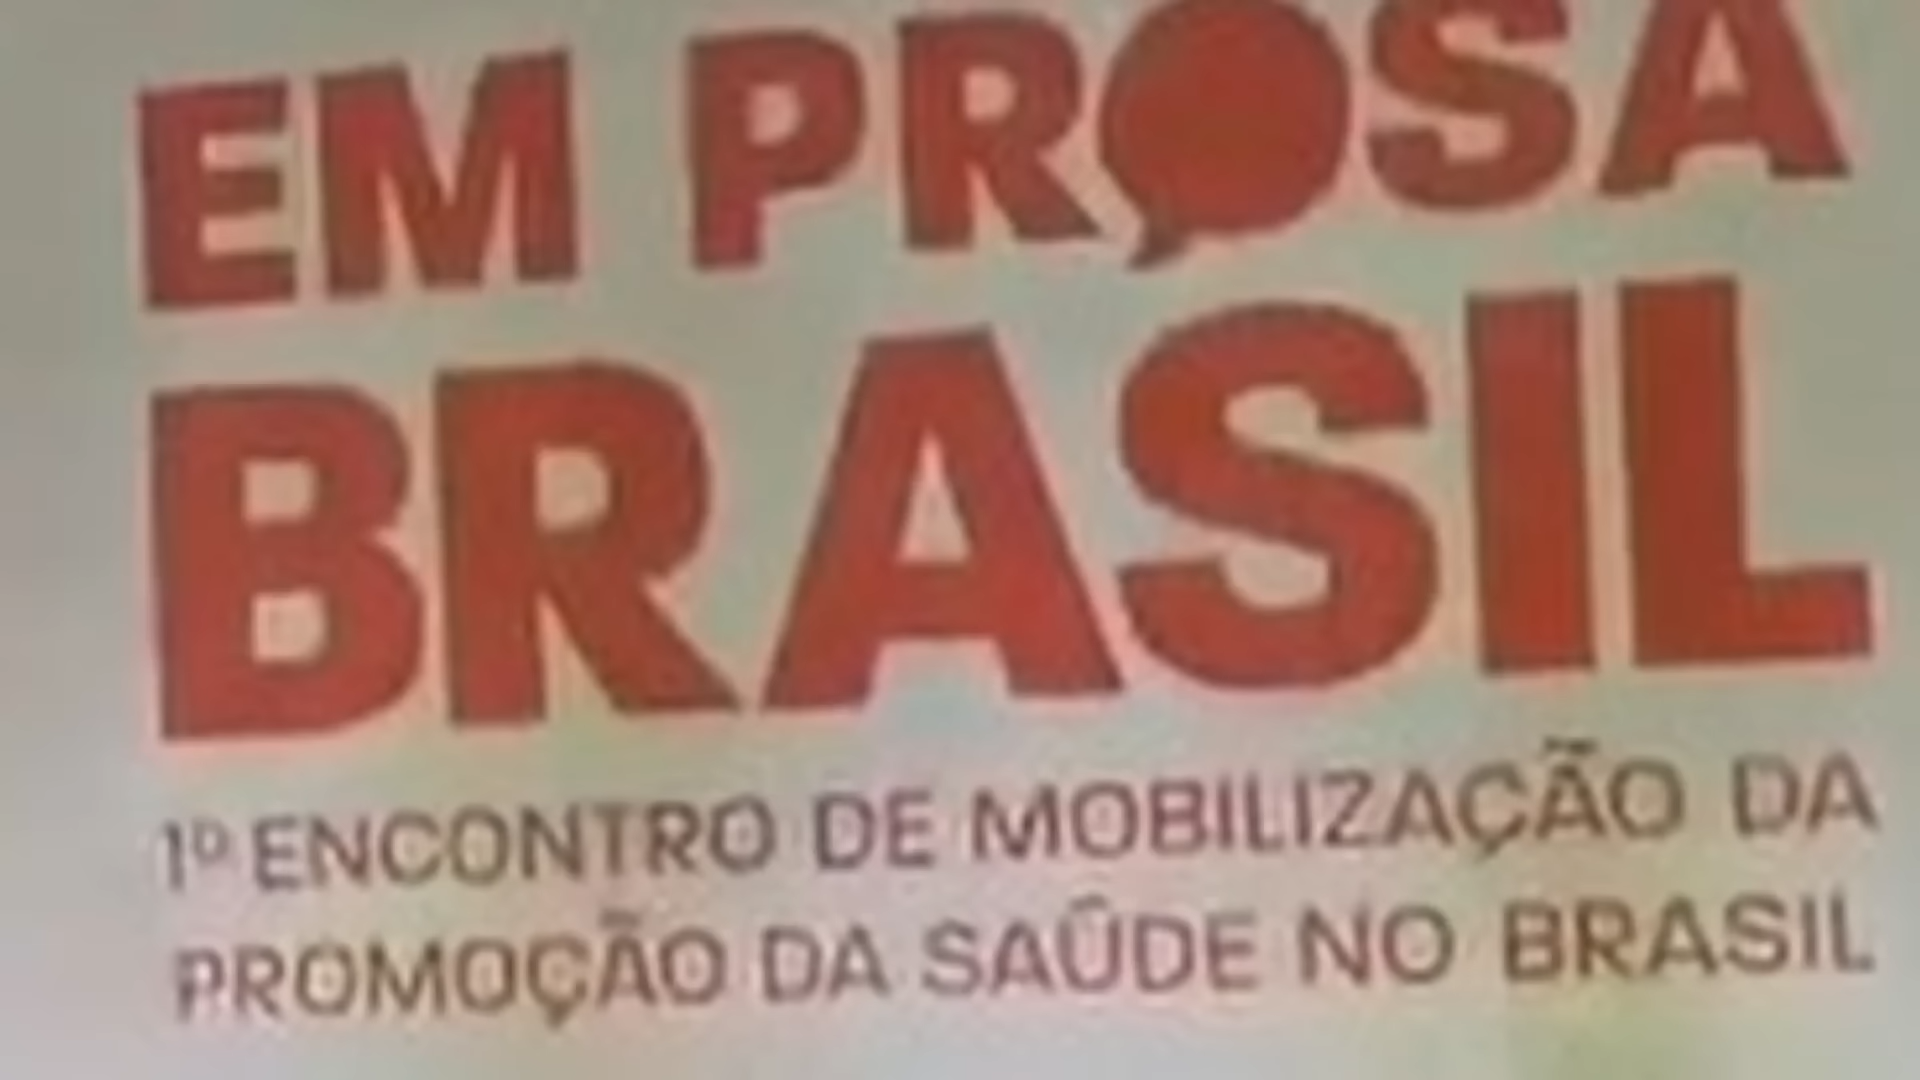 EM PROSA
BRASIL
1º ENCONTRO DE MOBILIZAÇÃO DA
PROMOÇÃO DA SAÚDE NO BRASIL